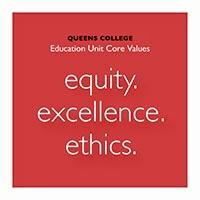 QUEENS COLLEGE
Education Unit Core Values
equity.
excellence.
ethics.